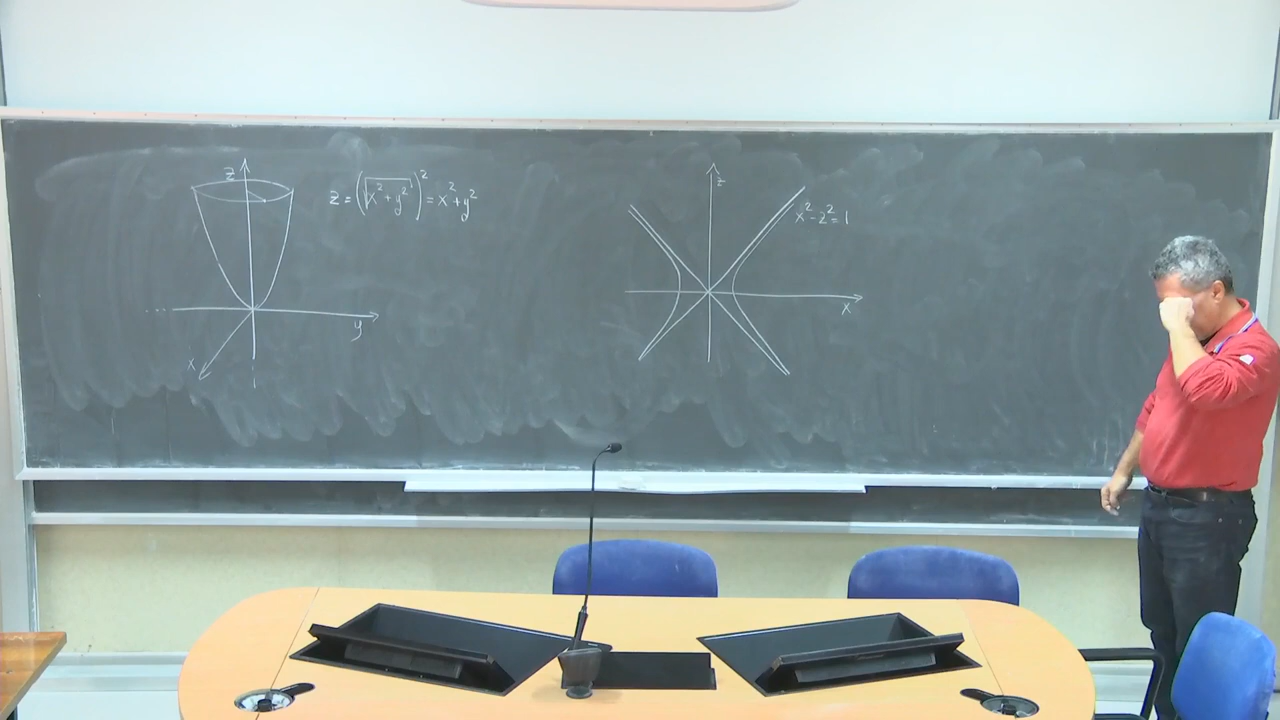 z
z = (√x²+y²)² = x²+y²
y
x
z
x²-z²=1
x